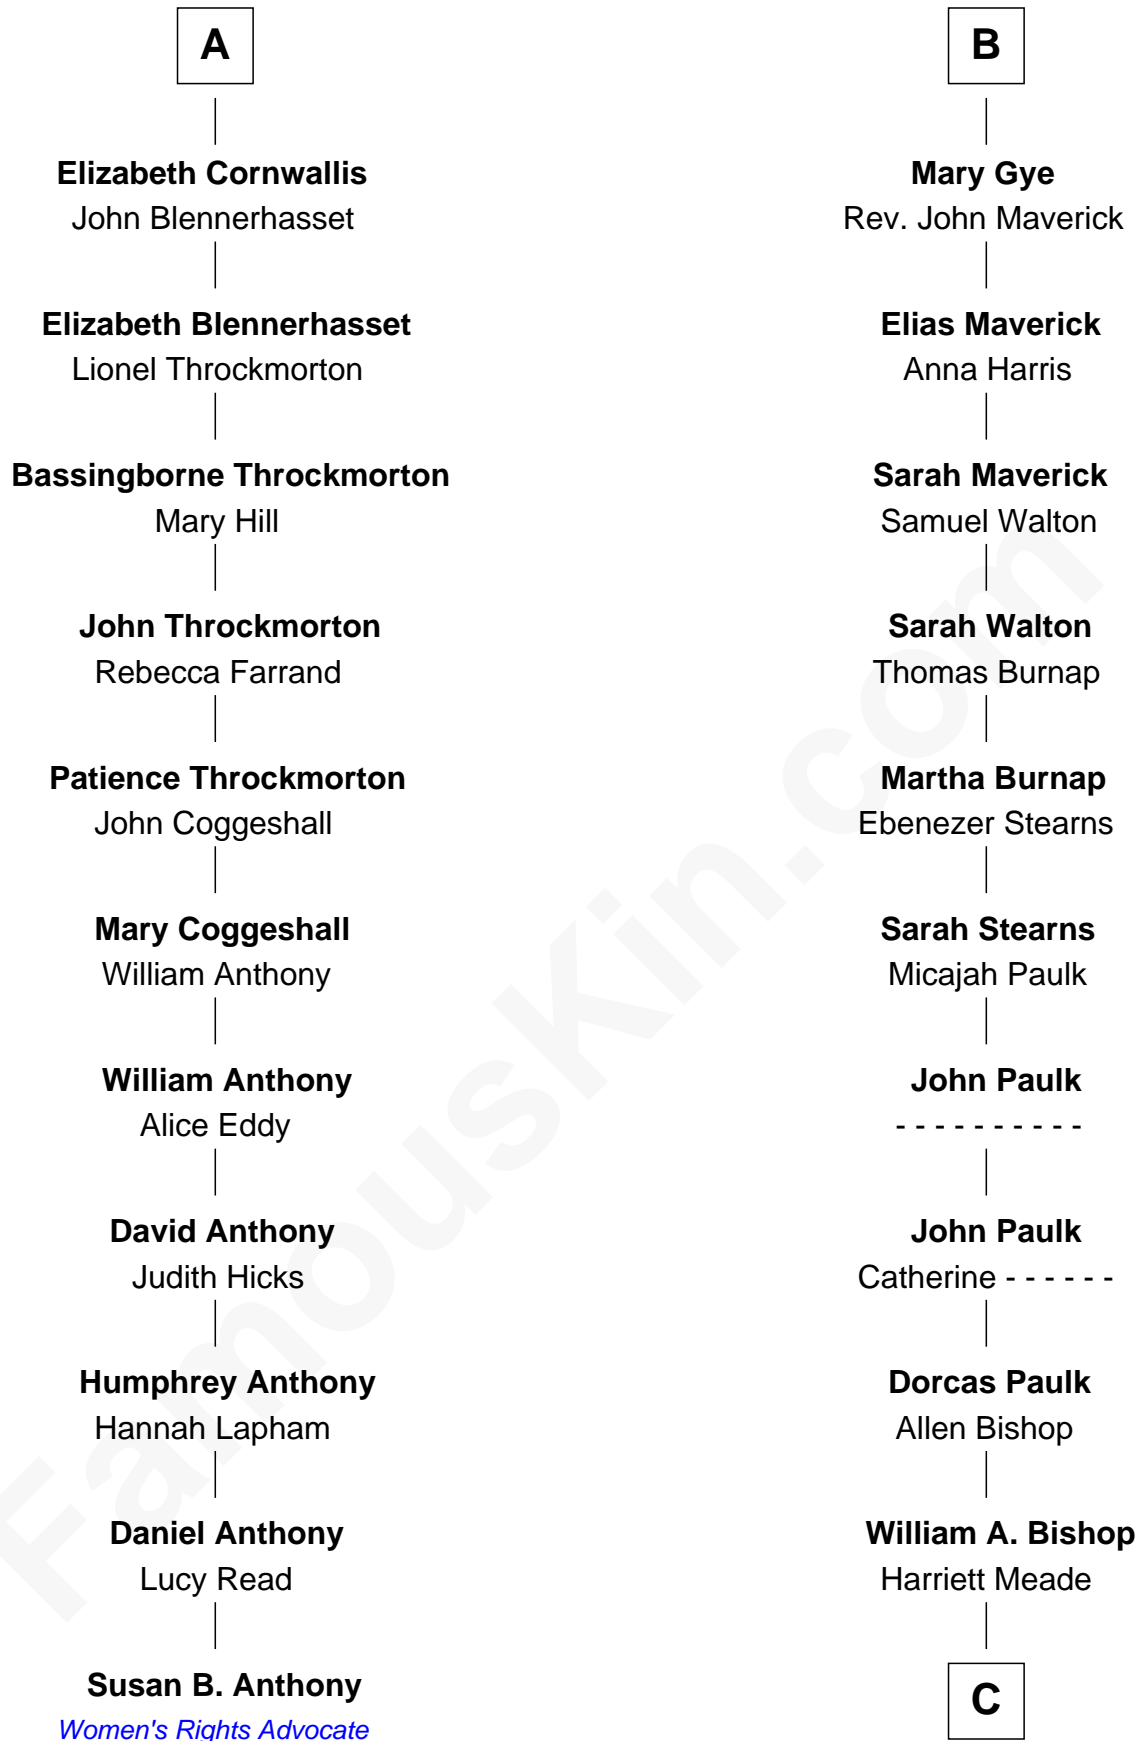 A
Elizabeth Cornwallis
John Blennerhasset
Elizabeth Blennerhasset
Lionel Throckmorton
Bassingborne Throckmorton
Mary Hill
John Throckmorton
Rebecca Farrand
Patience Throckmorton
John Coggeshall
Mary Coggeshall
William Anthony
William Anthony
Alice Eddy
David Anthony
Judith Hicks
Humphrey Anthony
Hannah Lapham
Daniel Anthony
Lucy Read
Susan B. Anthony
Women's Rights Advocate
B
Mary Gye
Rev. John Maverick
Elias Maverick
Anna Harris
Sarah Maverick
Samuel Walton
Sarah Walton
Thomas Burnap
Martha Burnap
Ebenezer Stearns
Sarah Stearns
Micajah Paulk
John Paulk
- - - - - - - - - -
John Paulk
Catherine - - - - - -
Dorcas Paulk
Allen Bishop
William A. Bishop
Harriett Meade
C
FamousKin.com